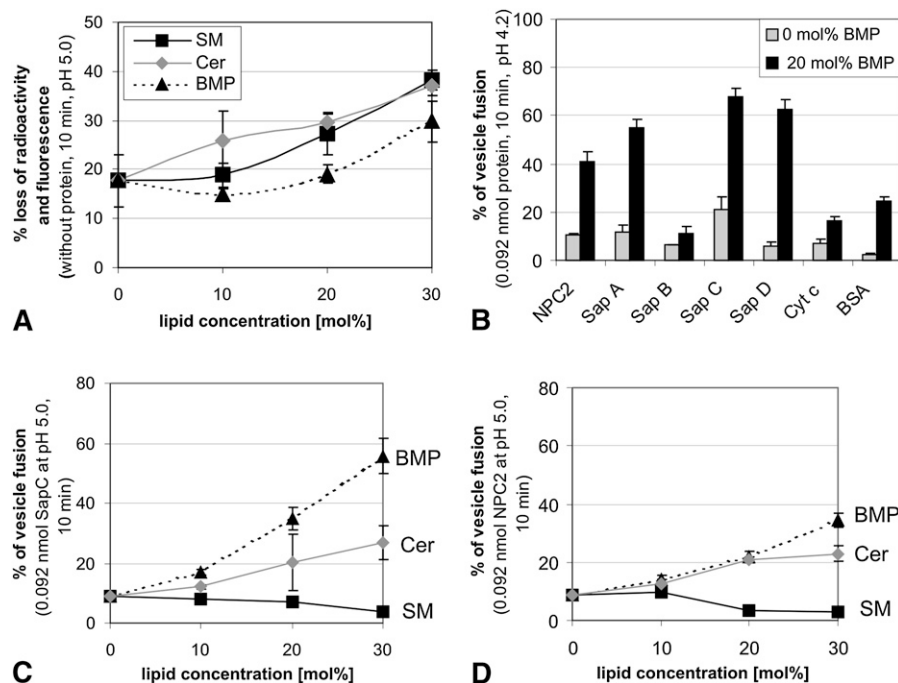 % loss of radioactivity
and fluorescence
(without protein, 10 min, pH 5.0)
50
40
30
20
10
0
SM
Cer
BMP
0 10 20 30
lipid concentration [mol%]
A
% of vesicle fusion
(0.092 nmol protein, 10 min, pH 4.2)
100
80
60
40
20
0
0 mol% BMP
20 mol% BMP
NPC2 Sap A Sap B Sap C Sap D Cyt c BSA
B
% of vesicle fusion
(0.092 nmol SapC at pH 5.0,
10 min)
80
60
40
20
0
BMP
Cer
SM
0 10 20 30
lipid concentration [mol%]
C
% of vesicle fusion
(0.092 nmol NPC2 at pH 5.0,
10 min)
80
60
40
20
0
BMP
Cer
SM
0 10 20 30
lipid concentration [mol%]
D